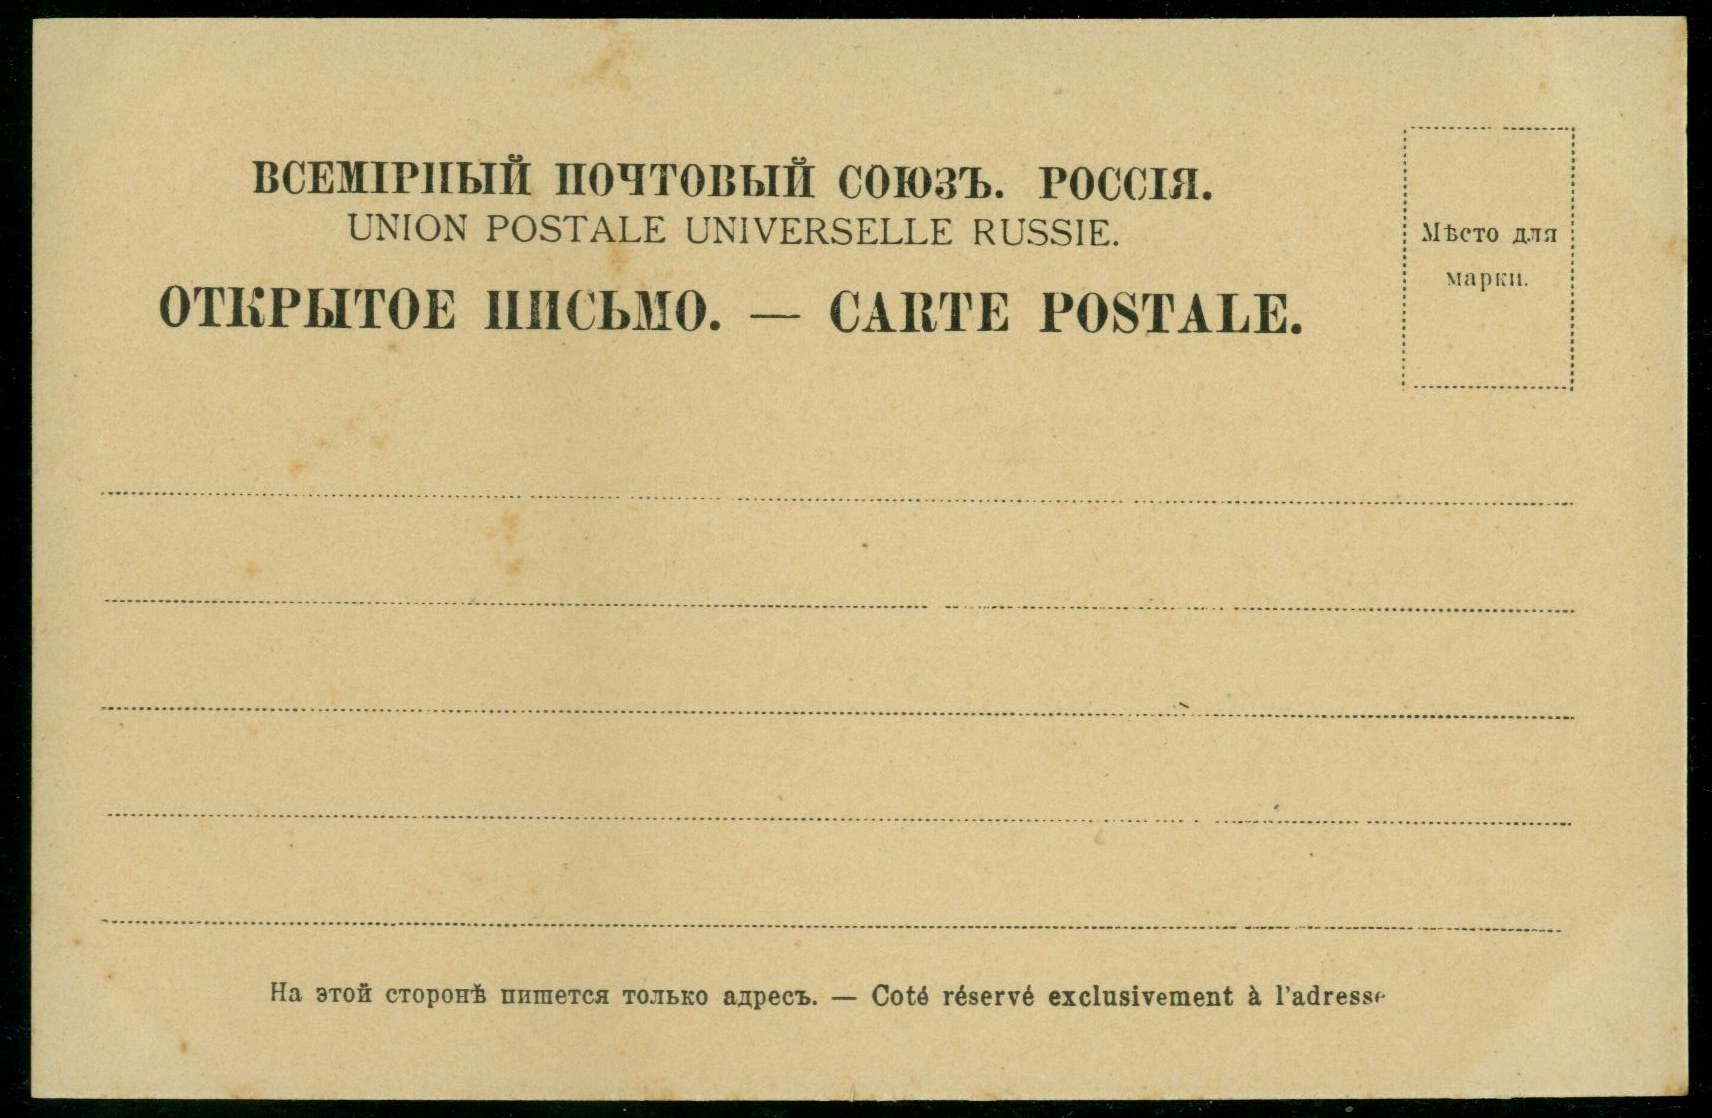 ВСЕМІРНЫЙ ПОЧТОВЫЙ СОЮЗЪ. РОССІЯ.
UNION POSTALE UNIVERSELLE RUSSIE.
ОТКРЫТОЕ ПИСЬМО. — CARTE POSTALE.
Мѣсто для
марки.
На этой сторонѣ пишется только адресъ. — Coté réservé exclusivement à l'adresse